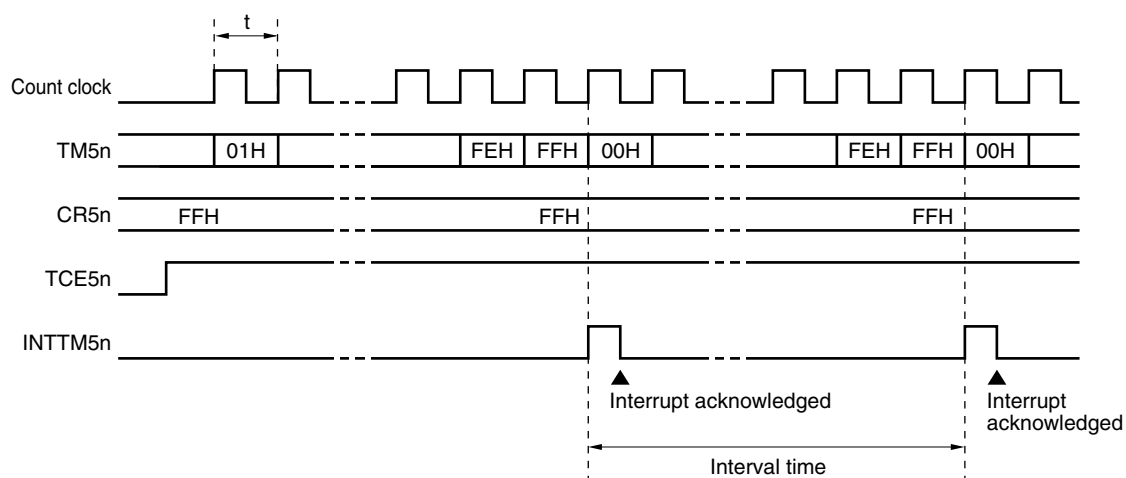 t
Count clock
TM5n 01H FEH FFH 00H FEH FFH 00H
CR5n FFH FFH FFH
TCE5n
INTTM5n
Interrupt acknowledged
Interrupt
acknowledged
Interval time